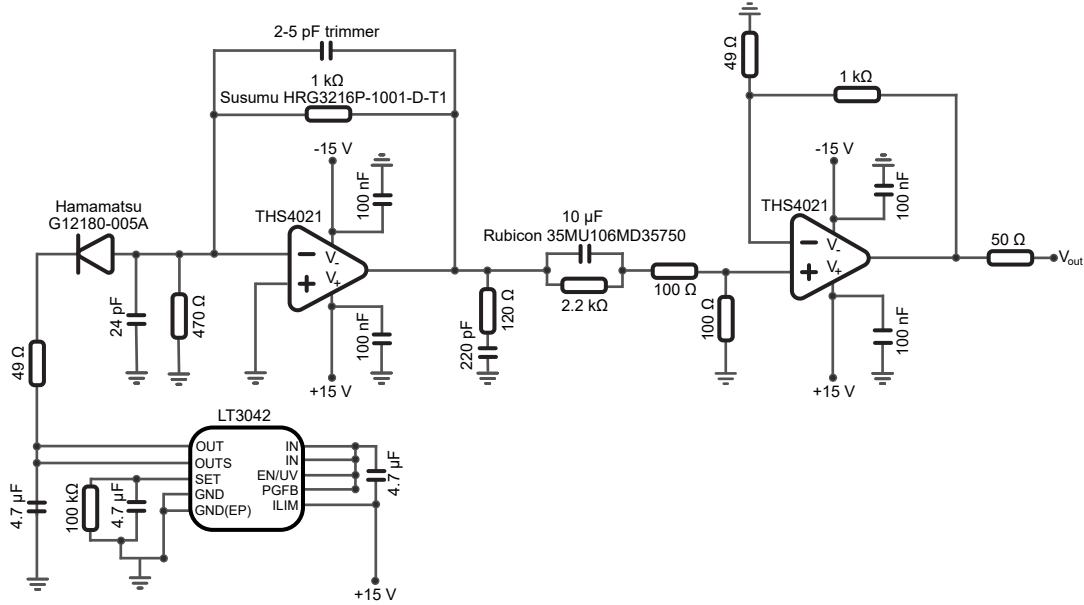 2-5 pF trimmer
1 kΩ
Susumu HRG3216P-1001-D-T1
-15 V
100 nF
Hamamatsu
G12180-005A
THS4021
V-
V+
24 pF
470 Ω
100 nF
+15 V
49 Ω
120 Ω
220 pF
10 µF
Rubicon 35MU106MD35750
2.2 kΩ
100 Ω
100 Ω
49 Ω
1 kΩ
-15 V
100 nF
THS4021
V-
V+
100 nF
+15 V
50 Ω
Vout
LT3042
OUT
OUTS
SET
GND
GND(EP)
IN
IN
EN/UV
PGFB
ILIM
4.7 µF
4.7 µF
100 kΩ
4.7 µF
+15 V